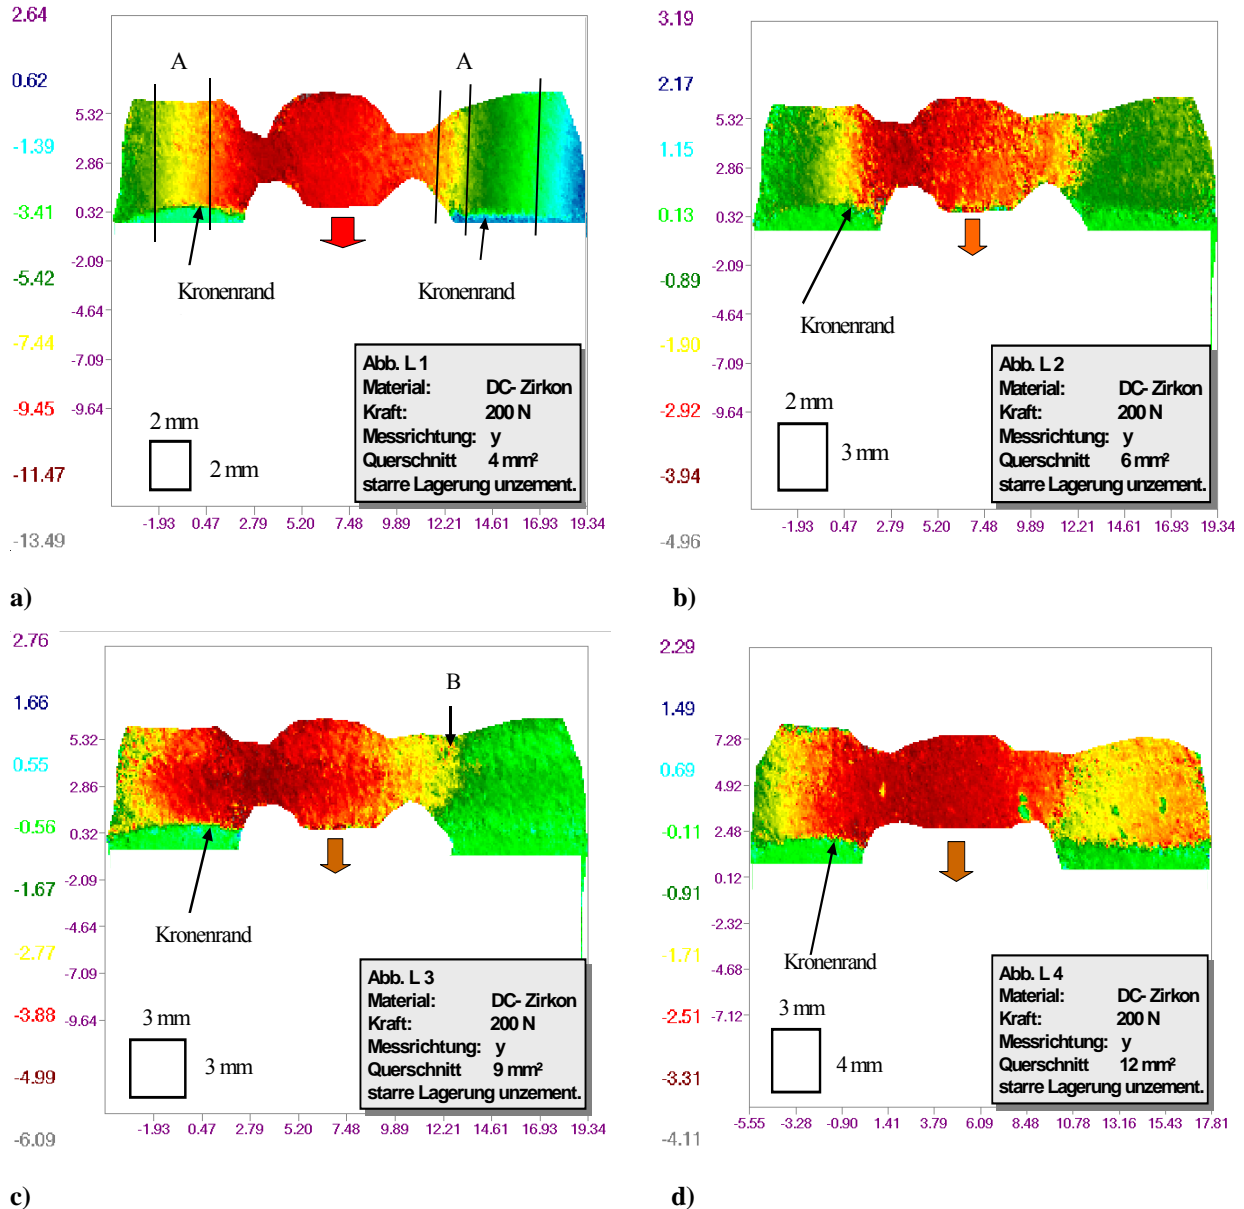 2.64
0.62
-1.39
-3.41
-5.42
-7.44
-9.45
-11.47
-13.49
5.32
2.86
0.32
-2.09
-4.64
-7.09
-9.64
A
A
Kronenrand
Kronenrand
2 mm
2 mm
Abb. L 1
Material: DC- Zirkon
Kraft: 200 N
Messrichtung: y
Querschnitt 4 mm²
starre Lagerung unzement.
-1.93 0.47 2.79 5.20 7.48 9.89 12.21 14.61 16.93 19.34
a)
3.19
2.17
1.15
0.13
-0.89
-1.90
-2.92
-3.94
-4.96
5.32
2.86
0.32
-2.09
-4.64
-7.09
-9.64
Kronenrand
2 mm
3 mm
Abb. L 2
Material: DC- Zirkon
Kraft: 200 N
Messrichtung: y
Querschnitt 6 mm²
starre Lagerung unzement.
-1.93 0.47 2.79 5.20 7.48 9.89 12.21 14.61 16.93 19.34
b)
2.76
1.66
0.55
-0.56
-1.67
-2.77
-3.88
-4.99
-6.09
5.32
2.86
0.32
-2.09
-4.64
-7.09
-9.64
B
Kronenrand
3 mm
3 mm
Abb. L 3
Material: DC- Zirkon
Kraft: 200 N
Messrichtung: y
Querschnitt 9 mm²
starre Lagerung unzement.
-1.93 0.47 2.79 5.20 7.48 9.89 12.21 14.61 16.93 19.34
c)
2.29
1.49
0.69
-0.11
-0.91
-1.71
-2.51
-3.31
-4.11
7.28
4.92
2.48
0.12
-2.32
-4.68
-7.12
Kronenrand
3 mm
4 mm
Abb. L 4
Material: DC- Zirkon
Kraft: 200 N
Messrichtung: y
Querschnitt 12 mm²
starre Lagerung unzement.
-5.55 -3.28 -0.90 1.41 3.79 6.09 8.48 10.78 13.16 15.43 17.81
d)